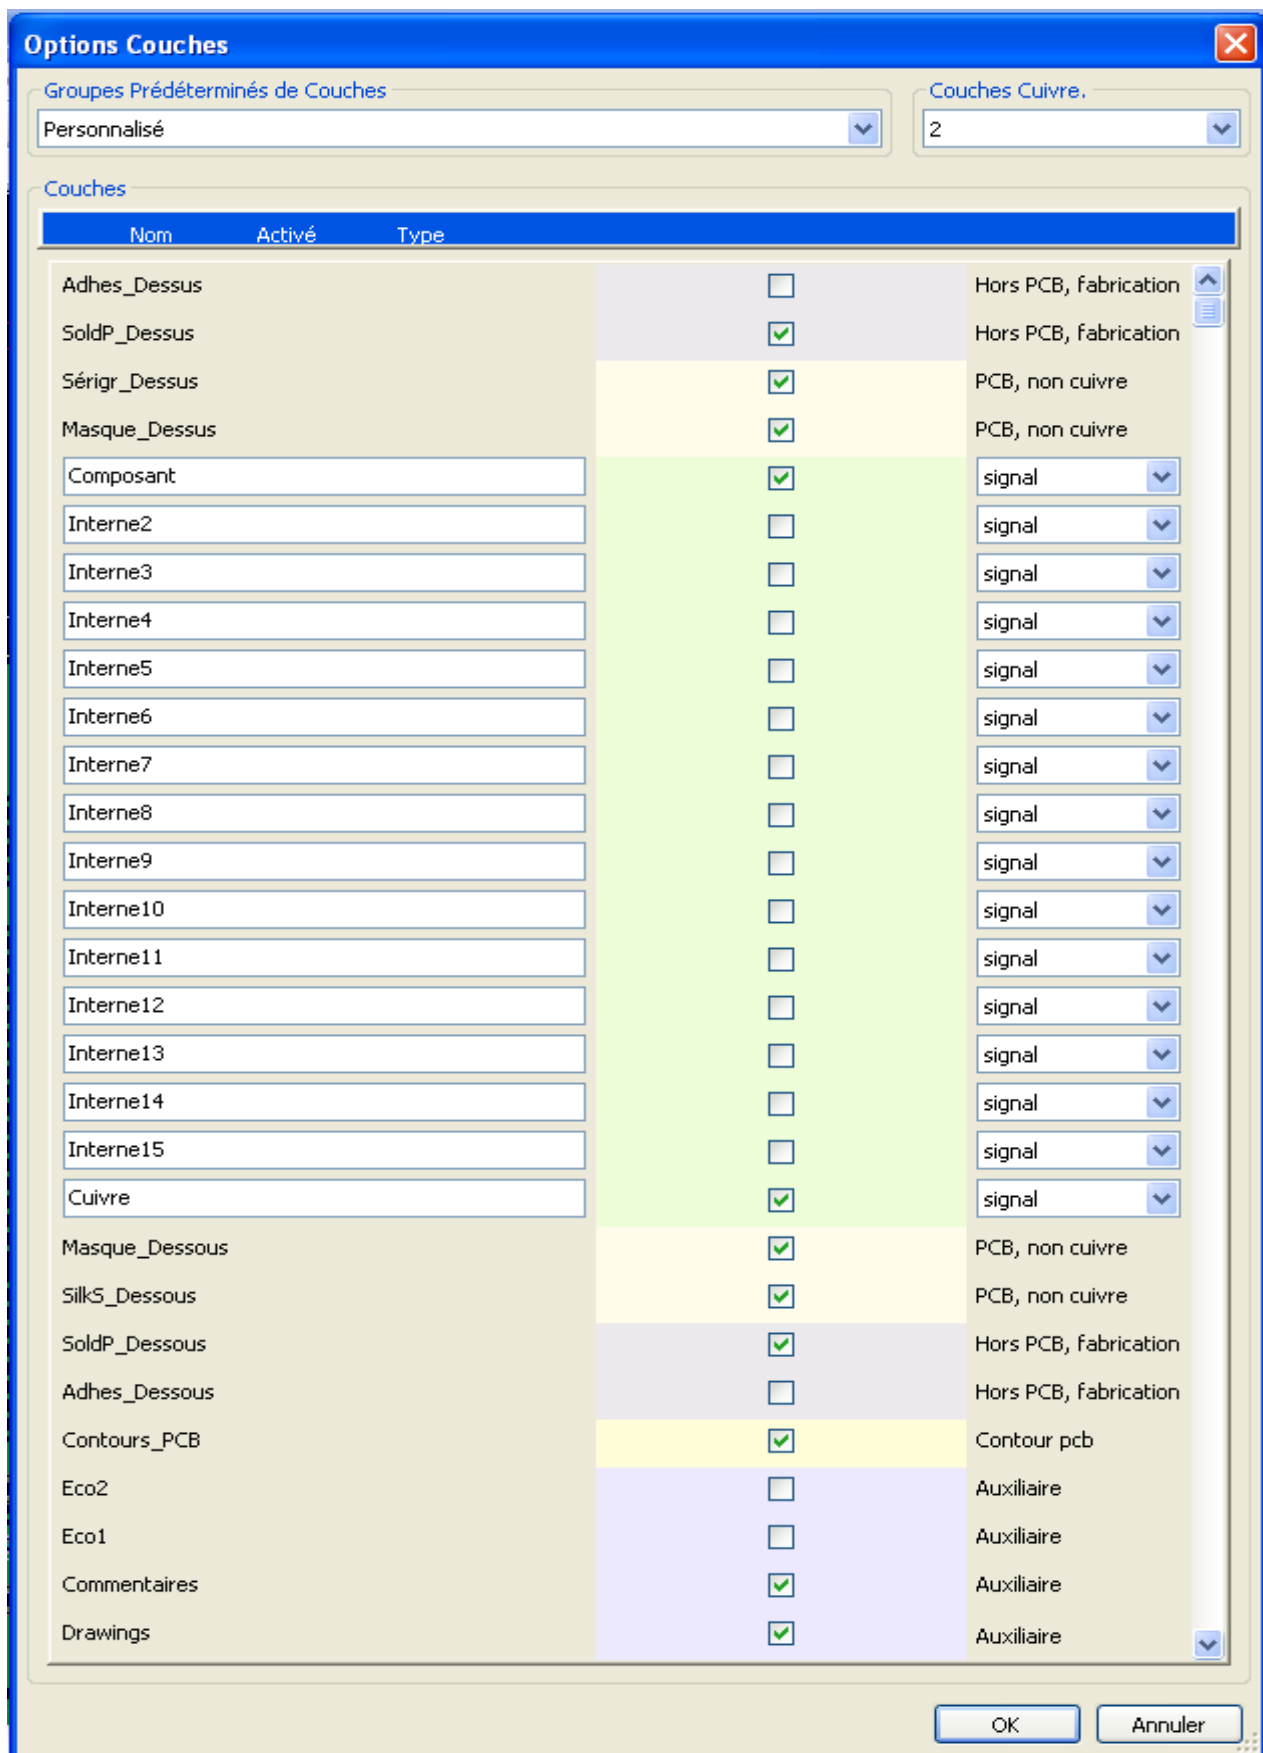 Options Couches
Groupes Prédéterminés de Couches
Couches Cuivre.
Personnalisé
2
Couches
Nom Activé Type
Adhes_Dessus Hors PCB, fabrication
SoldP_Dessus Hors PCB, fabrication
Sérigr_Dessus PCB, non cuivre
Masque_Dessus PCB, non cuivre
Composant signal
Interne2 signal
Interne3 signal
Interne4 signal
Interne5 signal
Interne6 signal
Interne7 signal
Interne8 signal
Interne9 signal
Interne10 signal
Interne11 signal
Interne12 signal
Interne13 signal
Interne14 signal
Interne15 signal
Cuivre signal
Masque_Dessous PCB, non cuivre
SilkS_Dessous PCB, non cuivre
SoldP_Dessous Hors PCB, fabrication
Adhes_Dessous Hors PCB, fabrication
Contours_PCB Contour pcb
Eco2 Auxiliaire
Eco1 Auxiliaire
Commentaires Auxiliaire
Drawings Auxiliaire
OK Annuler